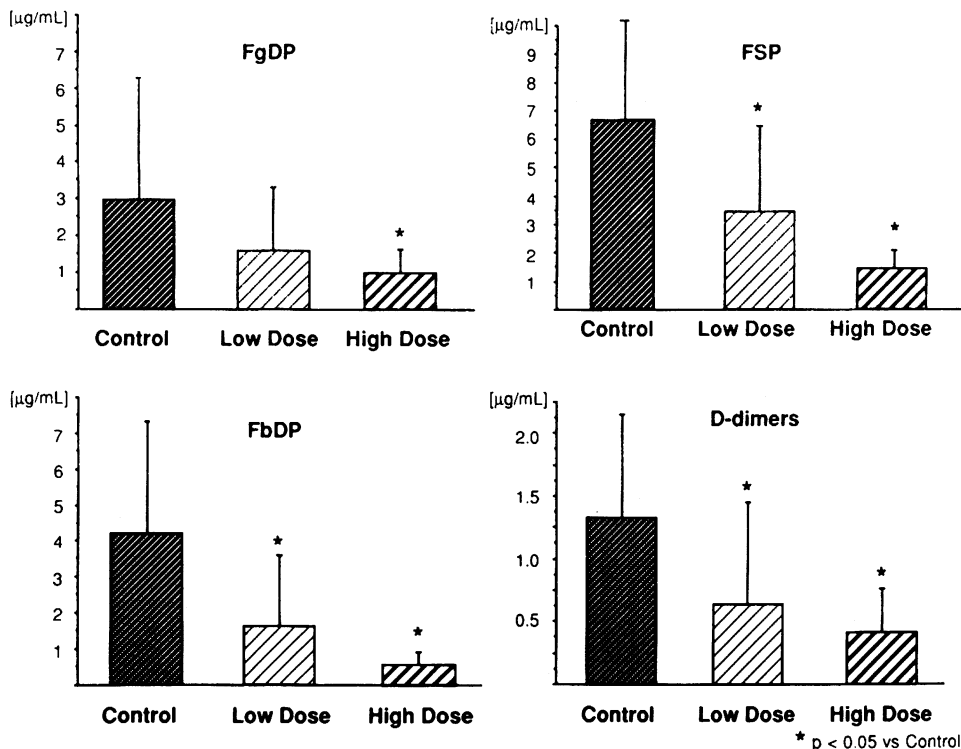 [µg/mL]
FgDP
7
6
5
4
3
2
1
*
Control Low Dose High Dose
[µg/mL]
FSP
9
8
7
6
5
4
3
2
1
*
*
Control Low Dose High Dose
[µg/mL]
FbDP
7
6
5
4
3
2
1
*
*
Control Low Dose High Dose
[µg/mL]
D-dimers
2.0
1.5
1.0
0.5
*
*
Control Low Dose High Dose
* p < 0.05 vs Control